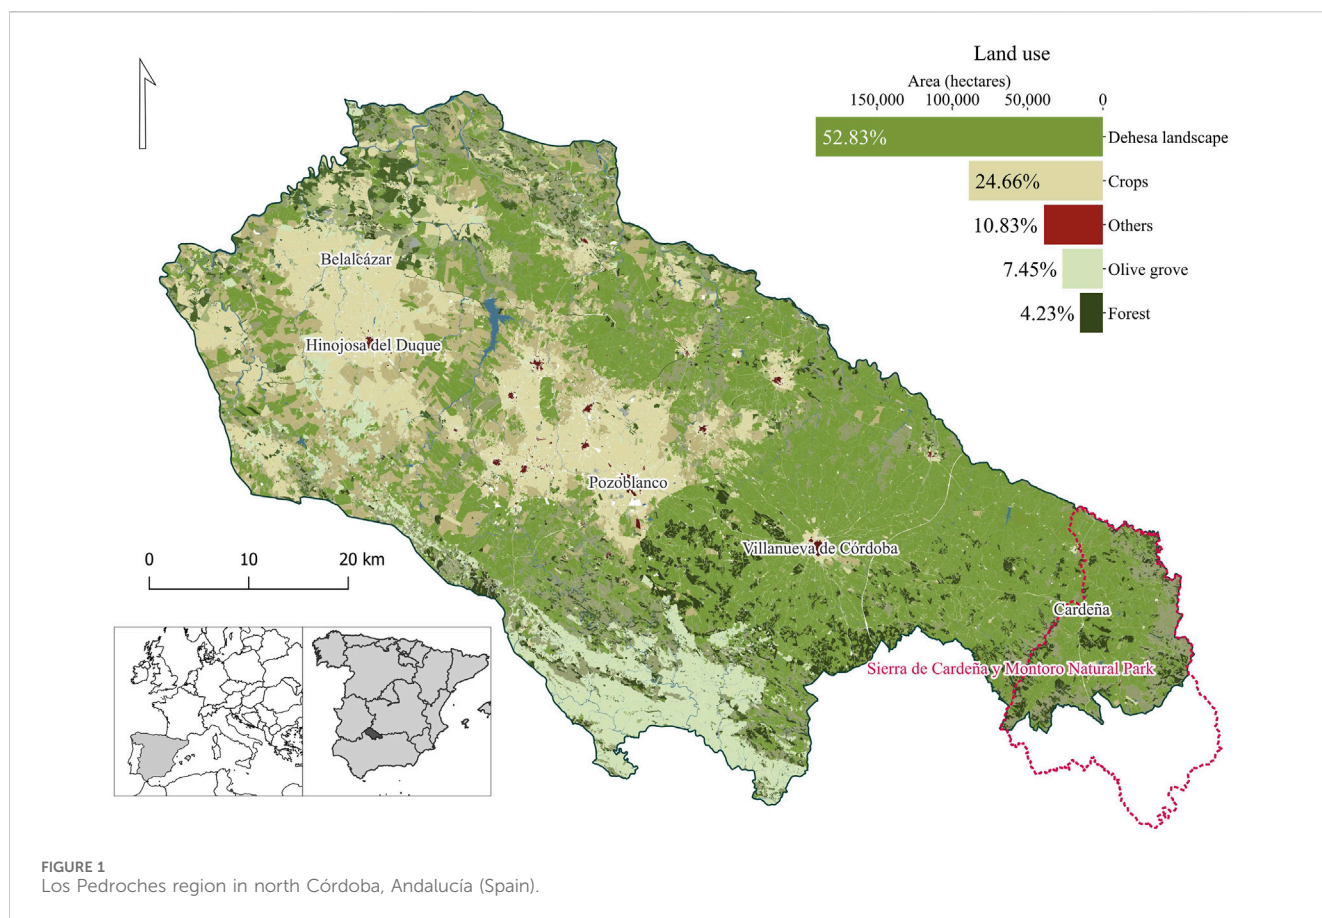 Land use
Area (hectares)
150,000 100,000 50,000 0
52.83% Dehesa landscape
24.66% Crops
10.83% Others
7.45% Olive grove
4.23% Forest
Belalcázar
Hinojosa del Duque
Pozoblanco
Villanueva de Córdoba
Cardeña
Sierra de Cardeña y Montoro Natural Park
0 10 20 km
FIGURE 1
Los Pedroches region in north Córdoba, Andalucía (Spain).